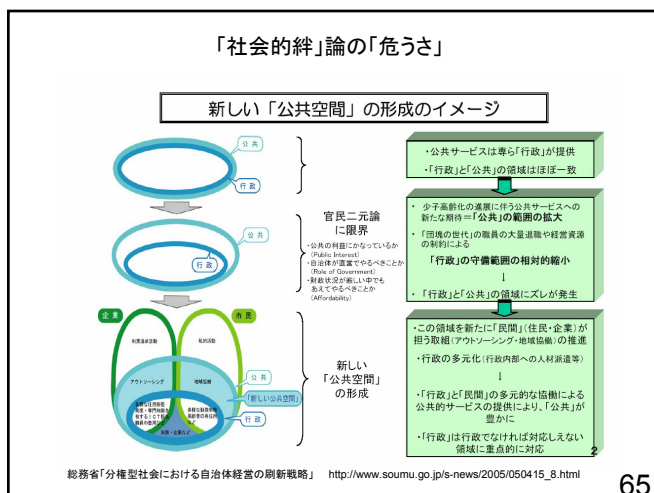 「社会的絆」論の「危うさ」
新しい「公共空間」の形成のイメージ
公共
行政
公共
行政
官民二元論
に限界
・公共の利益にかなっているか
(Public Interest)
・自治体が直営でやるべきことか
(Role of Government)
・財政状況が厳しい中でも
あえてやるべきことか
(Affordability)
企業
市民
利潤追求活動
私的活動
アウトソーシング
地域協働
公共
「新しい公共空間」
行政
新しい
「公共空間」
の形成
・公共サービスは専ら「行政」が提供
・「行政」と「公共」の領域はほぼ一致
・少子高齢化の進展に伴う公共サービスへの
新たな期待=「公共」の範囲の拡大
・「団塊の世代」の職員の大量退職や経営資源
の制約による
「行政」の守備範囲の相対的縮小
↓
・「行政」と「公共」の領域にズレが発生
・この領域を新たに「民間」(住民・企業)が
担う取組(アウトソーシング・地域協働)の推進
・行政の多元化(行政内部への人材派遣等)
↓
・「行政」と「民間」の多元的な協働による
公共的サービスの提供により、「公共」が
豊かに
・「行政」は行政でなければ対応しえない
領域に重点的に対応
2
総務省「分権型社会における自治体経営の刷新戦略」 http://www.soumu.go.jp/s-news/2005/050415_8.html
65